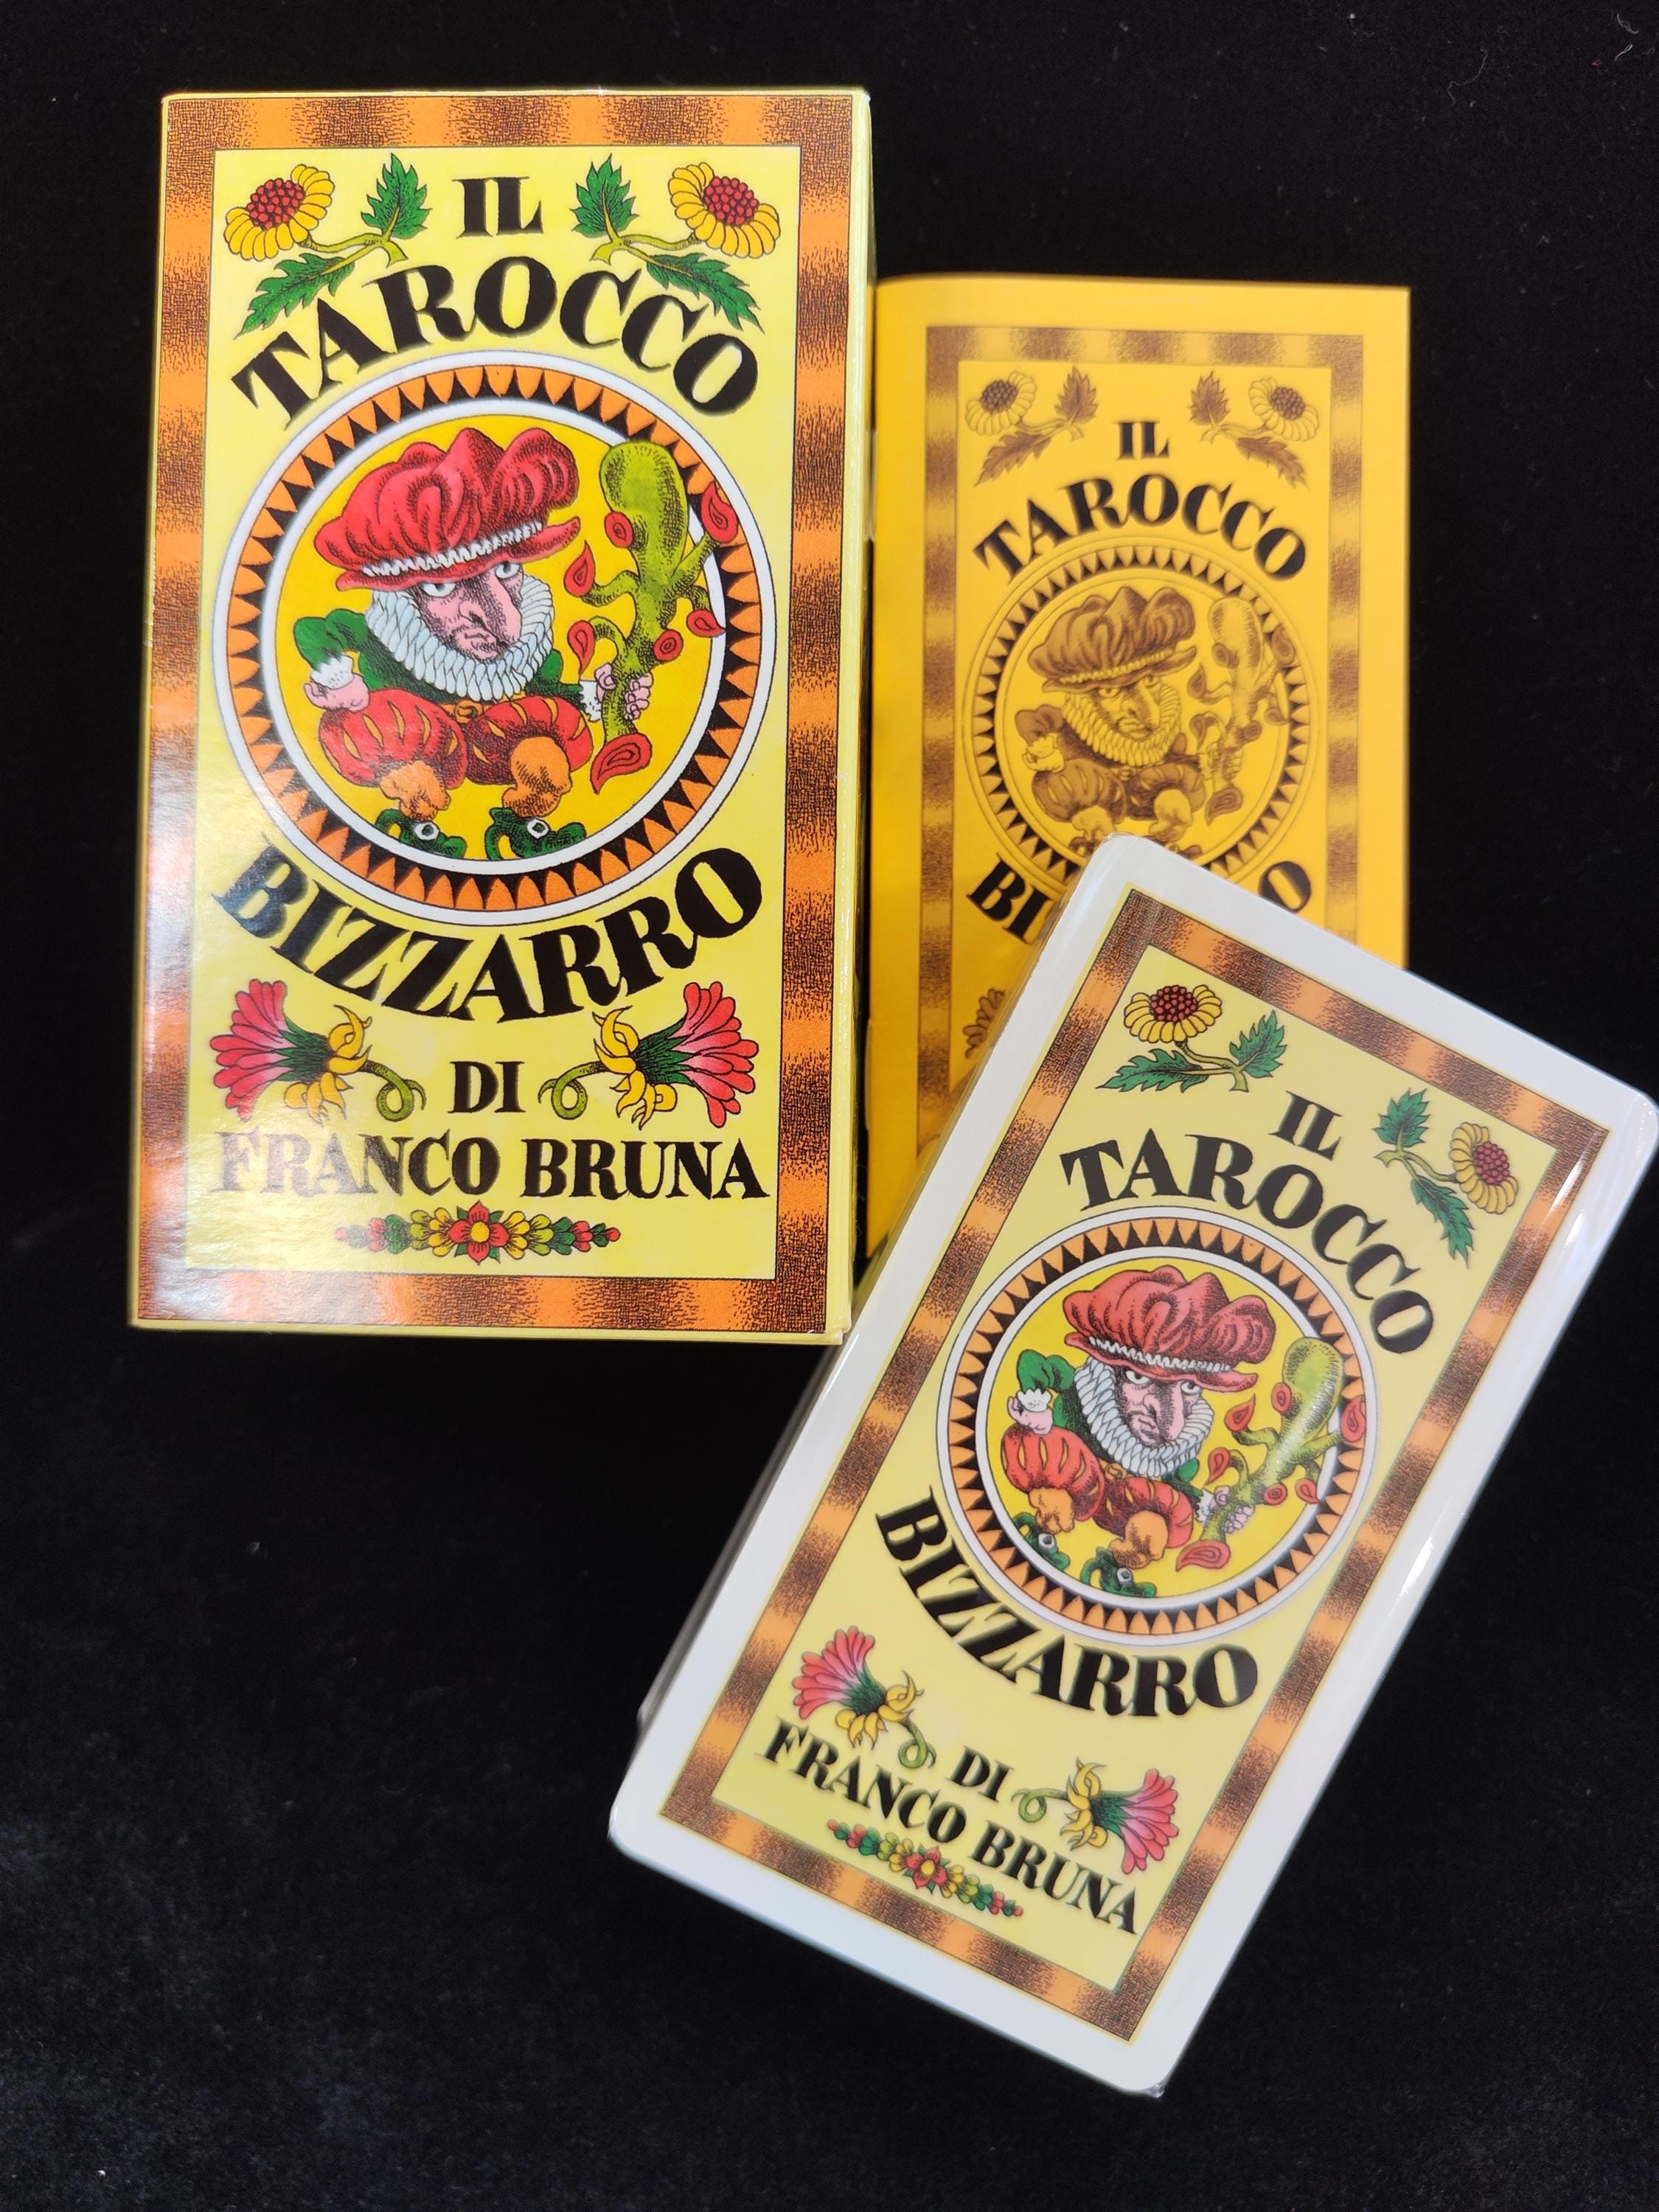 IL
TAROCCO
BIZZARRO
DI
FRANCO BRUNA
IL
TAROCCO
IL
TAROCCO
BIZZARRO
DI
FRANCO BRUNA